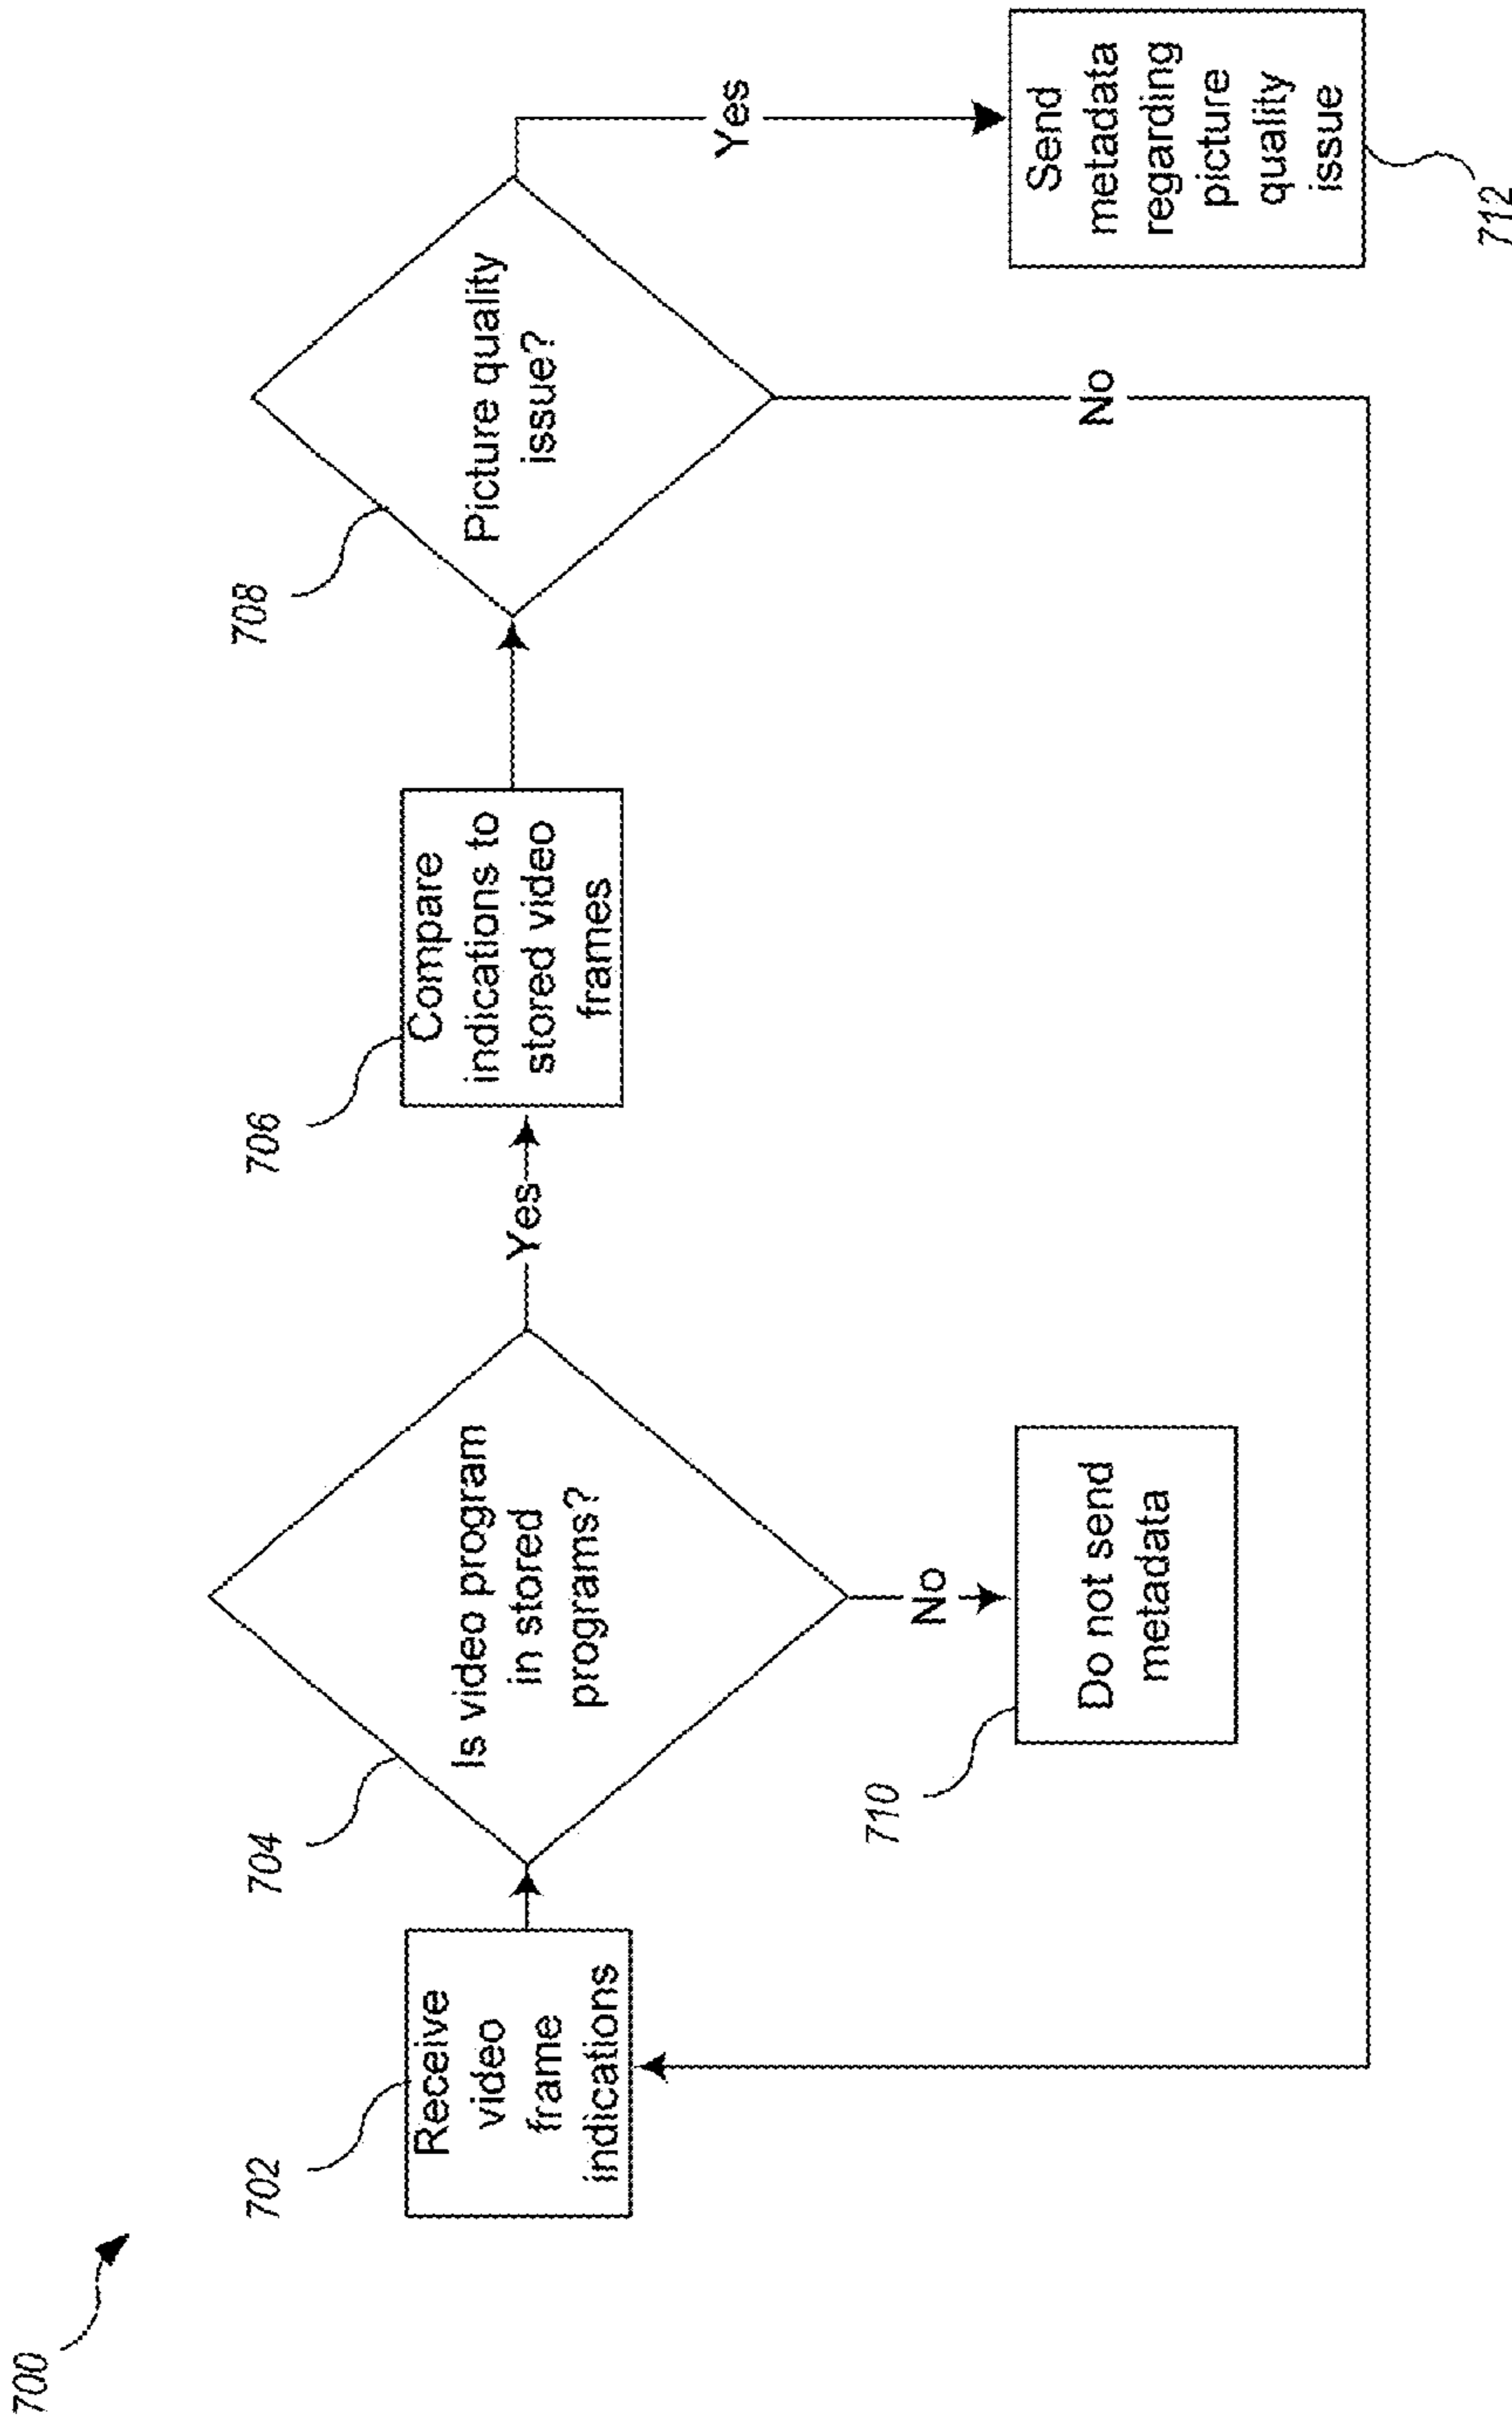 700
702
Receive
video
frame
indications
704
Is video program
in stored
programs?
Yes
No
710
Do not send
metadata
706
Compare
indications to
stored video
frames
708
Picture quality
issue?
No
Yes
Send
metadata
regarding
picture
quality
issue
712